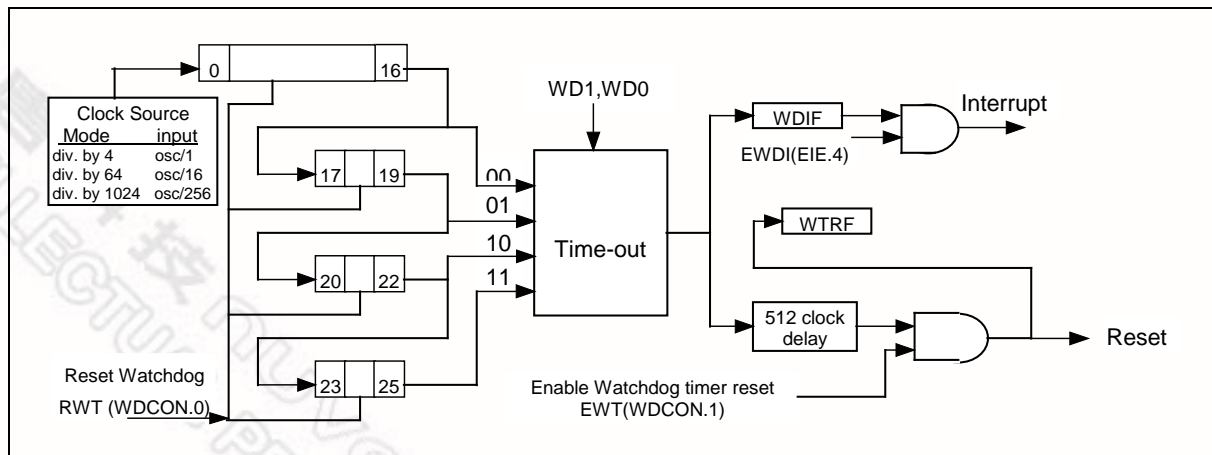 0
16
WD1,WD0
Clock Source
Mode input
div. by 4 osc/1
div. by 64 osc/16
div. by 1024 osc/256
17 19
20 22
23 25
00
01
10
11
Time-out
WDIF
EWDI(EIE.4)
Interrupt
WTRF
512 clock
delay
Reset
Enable Watchdog timer reset
EWT(WDCON.1)
Reset Watchdog
RWT (WDCON.0)
技